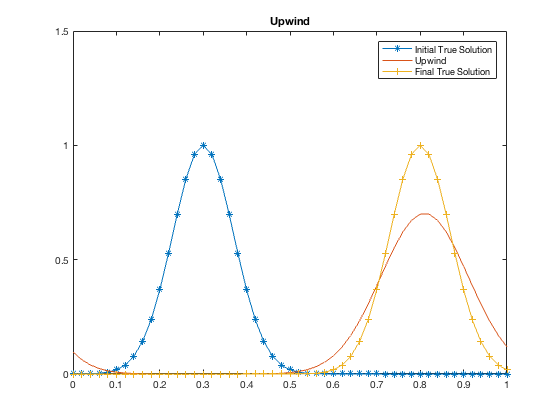 Upwind
1.5
Initial True Solution
Upwind
Final True Solution
1
0.5
0
0 0.1 0.2 0.3 0.4 0.5 0.6 0.7 0.8 0.9 1